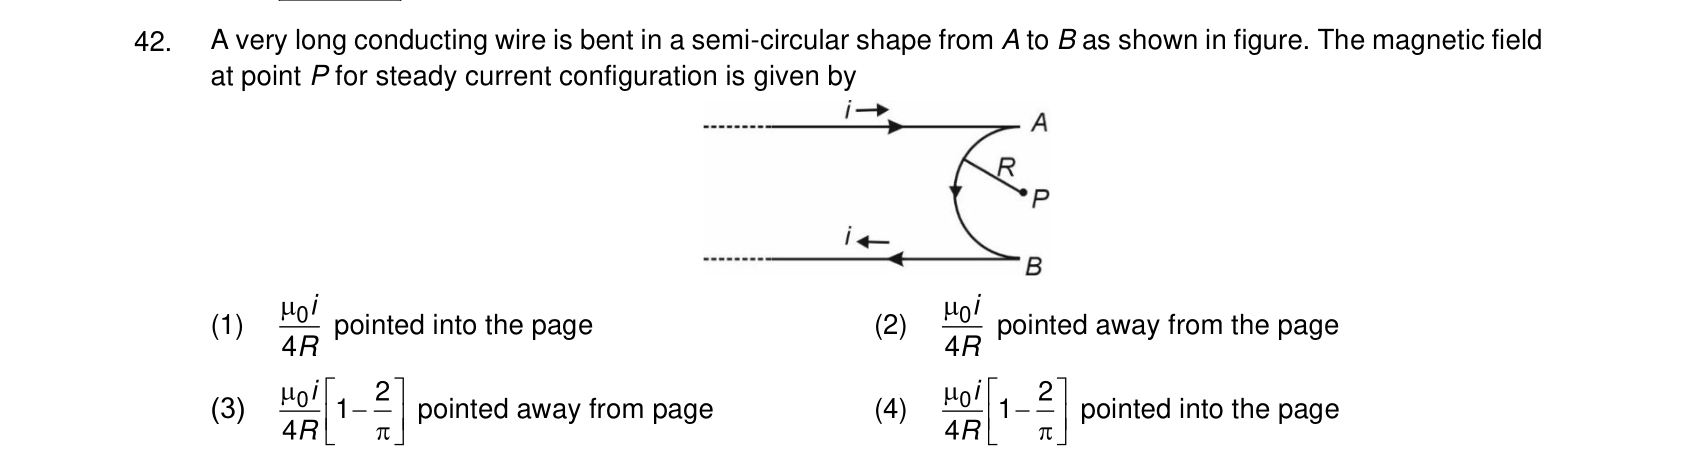 42. A very long conducting wire is bent in a semi-circular shape from A to B as shown in figure. The magnetic field
at point P for steady current configuration is given by
i→
A
R
P
i←
B
(1) μ₀i/4R pointed into the page
(2) μ₀i/4R pointed away from the page
(3) μ₀i/4R [1 − 2/π] pointed away from page
(4) μ₀i/4R [1 − 2/π] pointed into the page